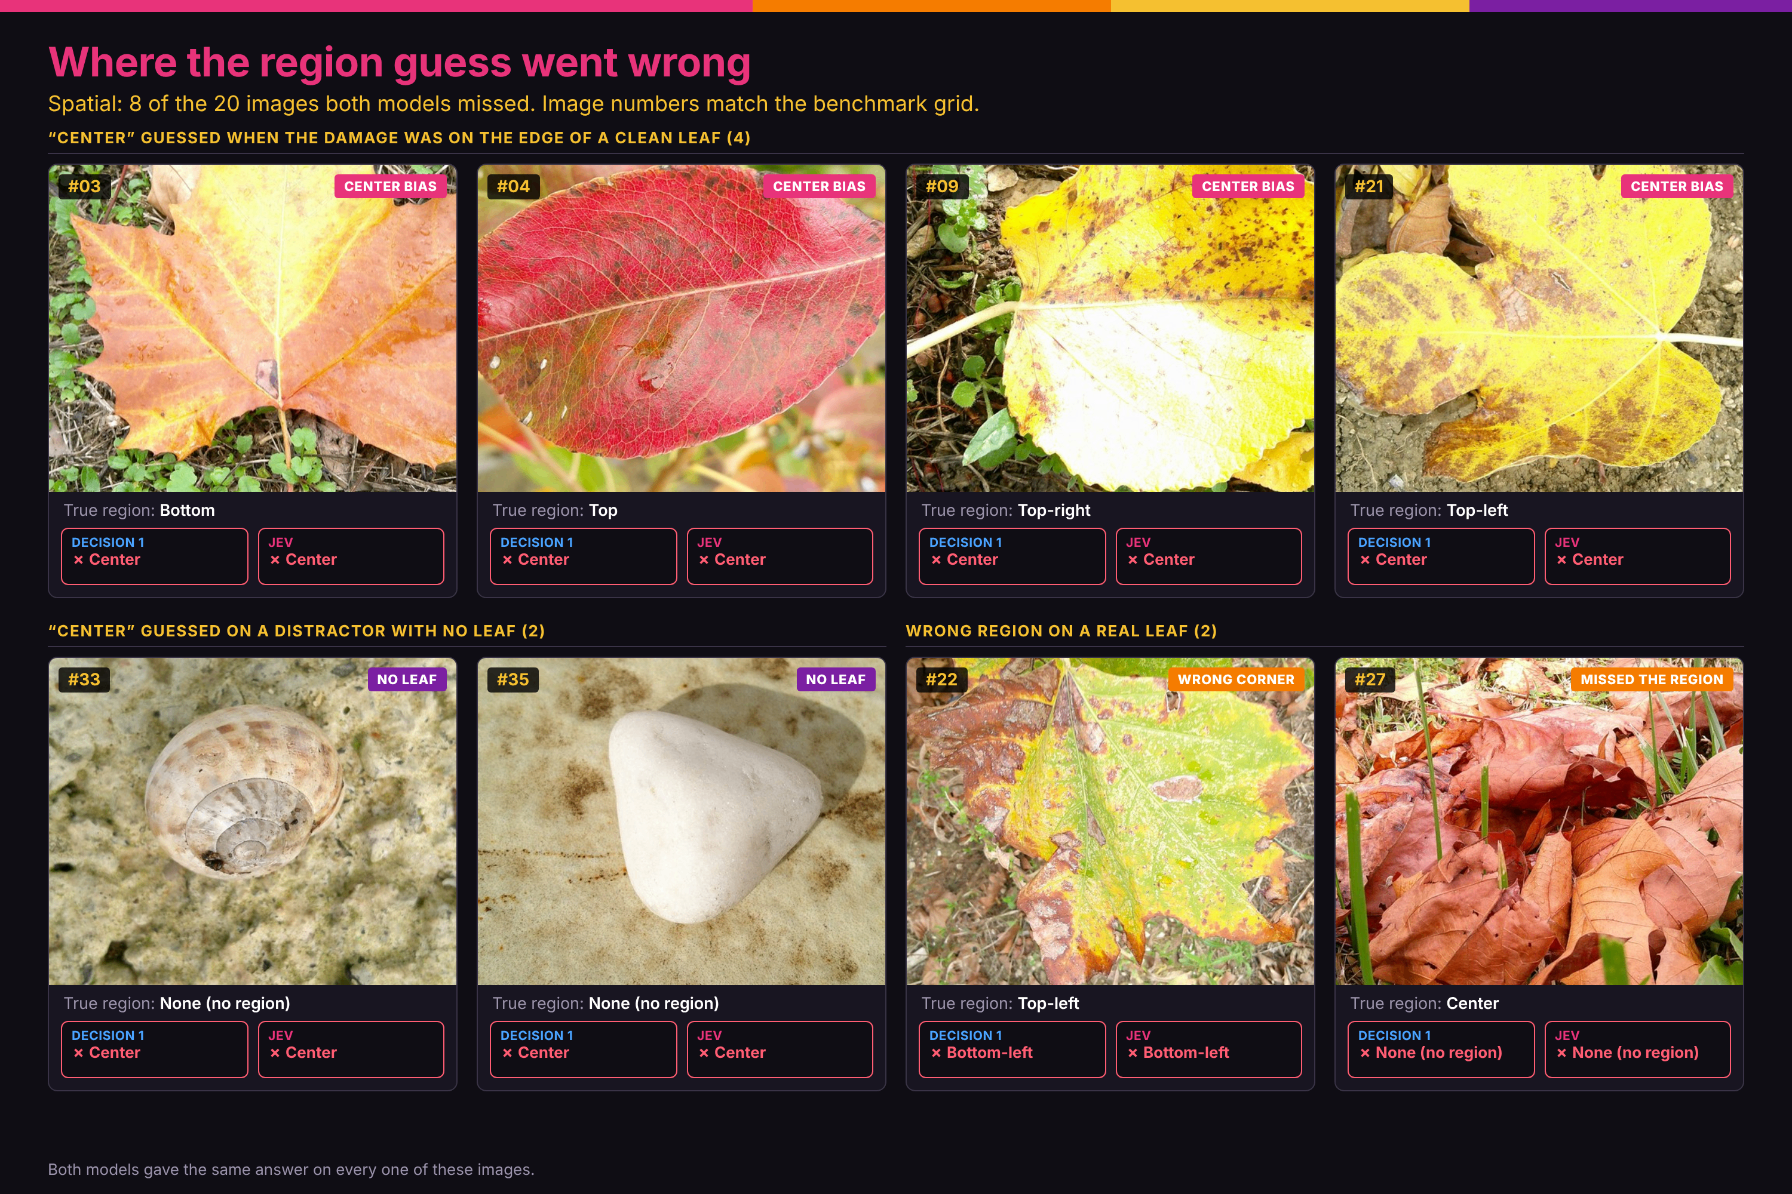 Where the region guess went wrong
Spatial: 8 of the 20 images both models missed. Image numbers match the benchmark grid.
“CENTER” GUESSED WHEN THE DAMAGE WAS ON THE EDGE OF A CLEAN LEAF (4)
#03 CENTER BIAS
True region: Bottom
DECISION 1 JEV
× Center × Center
#04 CENTER BIAS
True region: Top
DECISION 1 JEV
× Center × Center
#09 CENTER BIAS
True region: Top-right
DECISION 1 JEV
× Center × Center
#21 CENTER BIAS
True region: Top-left
DECISION 1 JEV
× Center × Center
“CENTER” GUESSED ON A DISTRACTOR WITH NO LEAF (2)
#33 NO LEAF
True region: None (no region)
DECISION 1 JEV
× Center × Center
#35 NO LEAF
True region: None (no region)
DECISION 1 JEV
× Center × Center
WRONG REGION ON A REAL LEAF (2)
#22 WRONG CORNER
True region: Top-left
DECISION 1 JEV
× Bottom-left × Bottom-left
#27 MISSED THE REGION
True region: Center
DECISION 1 JEV
× None (no region) × None (no region)
Both models gave the same answer on every one of these images.